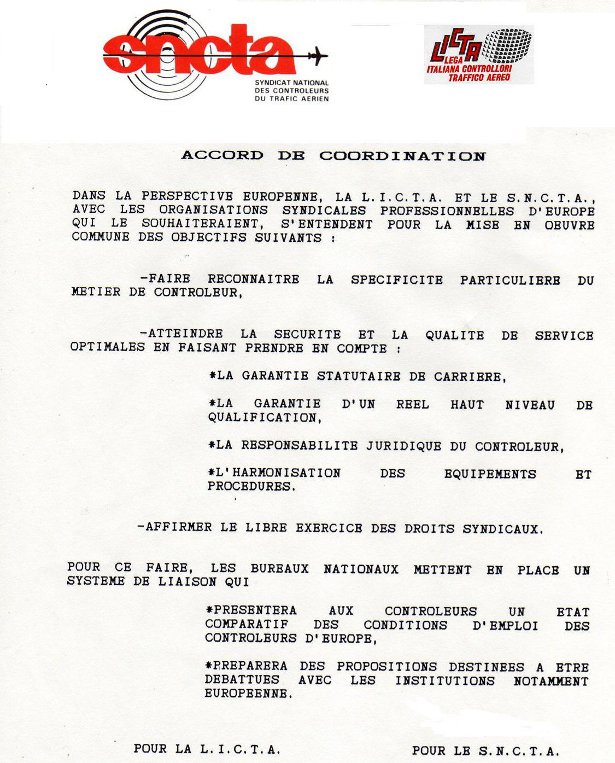 sncta
SYNDICAT NATIONAL
DES CONTROLEURS
DU TRAFIC AERIEN
LICTA
LEGA
ITALIANA CONTROLLORI
TRAFFICO AEREO
ACCORD DE COORDINATION
DANS LA PERSPECTIVE EUROPENNE, LA L.I.C.T.A. ET LE S.N.C.T.A.,
AVEC LES ORGANISATIONS SYNDICALES PROFESSIONNELLES D'EUROPE
QUI LE SOUHAITERAIENT, S'ENTENDENT POUR LA MISE EN OEUVRE
COMMUNE DES OBJECTIFS SUIVANTS :
-FAIRE RECONNAITRE LA SPECIFICITE PARTICULIERE DU
METIER DE CONTROLEUR,
-ATTEINDRE LA SECURITE ET LA QUALITE DE SERVICE
OPTIMALES EN FAISANT PRENDRE EN COMPTE :
*LA GARANTIE STATUTAIRE DE CARRIERE,
*LA GARANTIE D'UN REEL HAUT NIVEAU DE
QUALIFICATION,
*LA RESPONSABILITE JURIDIQUE DU CONTROLEUR,
*L'HARMONISATION DES EQUIPEMENTS ET
PROCEDURES.
-AFFIRMER LE LIBRE EXERCICE DES DROITS SYNDICAUX.
POUR CE FAIRE, LES BUREAUX NATIONAUX METTENT EN PLACE UN
SYSTEME DE LIAISON QUI
*PRESENTERA AUX CONTROLEURS UN ETAT
COMPARATIF DES CONDITIONS D'EMPLOI DES
CONTROLEURS D'EUROPE,
*PREPARERA DES PROPOSITIONS DESTINEES A ETRE
DEBATTUES AVEC LES INSTITUTIONS NOTAMMENT
EUROPEENNE.
POUR LA L.I.C.T.A.
POUR LE S.N.C.T.A.